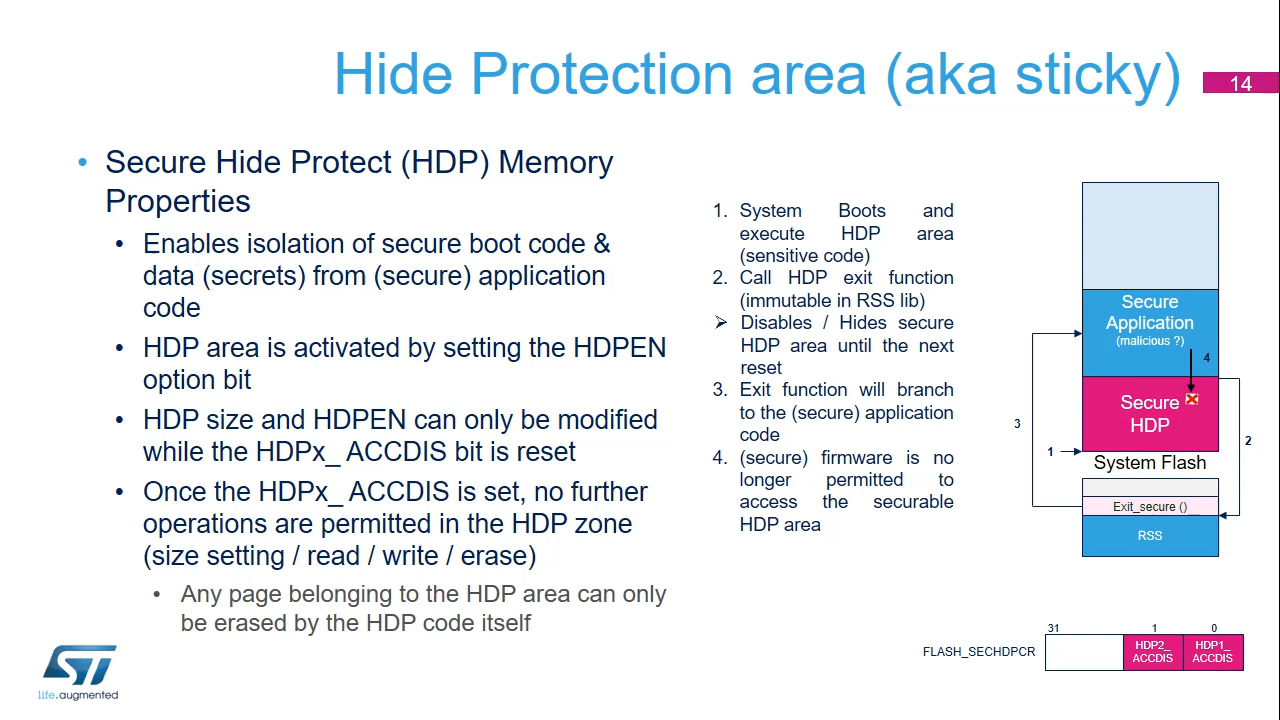 Hide Protection area (aka sticky)
14
• Secure Hide Protect (HDP) Memory
Properties
• Enables isolation of secure boot code &
data (secrets) from (secure) application
code
• HDP area is activated by setting the HDPEN
option bit
• HDP size and HDPEN can only be modified
while the HDPx_ ACCDIS bit is reset
• Once the HDPx_ ACCDIS is set, no further
operations are permitted in the HDP zone
(size setting / read / write / erase)
• Any page belonging to the HDP area can only
be erased by the HDP code itself
1. System Boots and
execute HDP area
(sensitive code)
2. Call HDP exit function
(immutable in RSS lib)
➢ Disables / Hides secure
HDP area until the next
reset
3. Exit function will branch
to the (secure) application
code
4. (secure) firmware is no
longer permitted to
access the securable
HDP area
Secure
Application
(malicious ?)
4
Secure
HDP
3
1
2
System Flash
Exit_secure ()
RSS
31
1
0
FLASH_SECHDPCR
HDP2_
ACCDIS
HDP1_
ACCDIS
ST
life.augmented